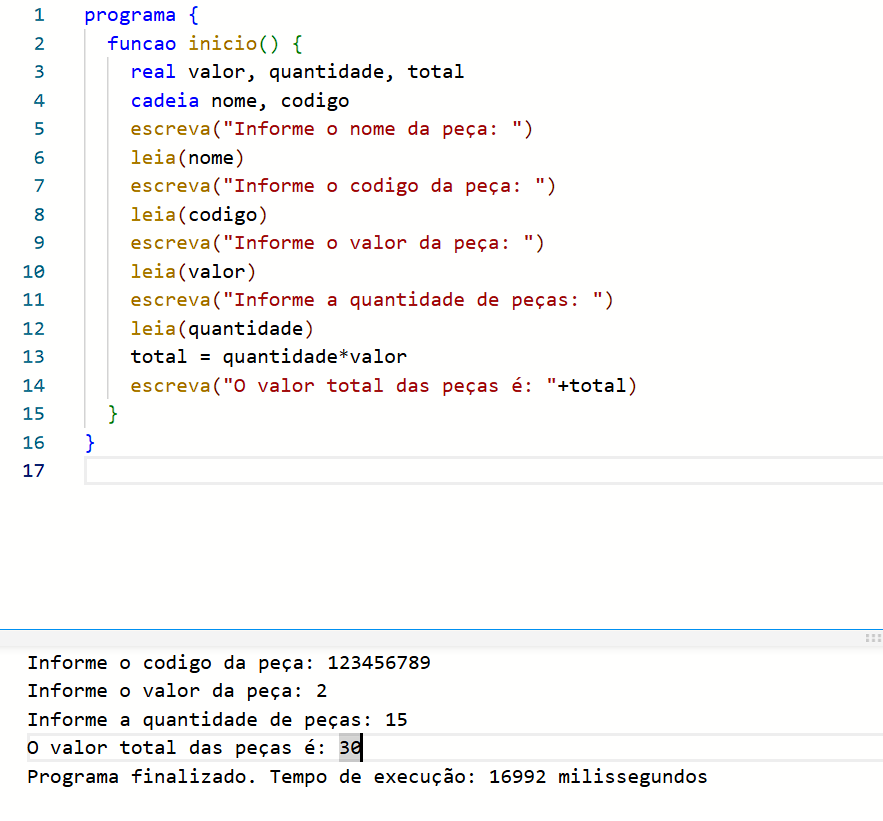 1 programa {
2 funcao inicio() {
3 real valor, quantidade, total
4 cadeia nome, codigo
5 escreva("Informe o nome da peça: ")
6 leia(nome)
7 escreva("Informe o codigo da peça: ")
8 leia(codigo)
9 escreva("Informe o valor da peça: ")
10 leia(valor)
11 escreva("Informe a quantidade de peças: ")
12 leia(quantidade)
13 total = quantidade*valor
14 escreva("O valor total das peças é: "+total)
15 }
16 }
17
Informe o codigo da peça: 123456789
Informe o valor da peça: 2
Informe a quantidade de peças: 15
O valor total das peças é: 30
Programa finalizado. Tempo de execução: 16992 milissegundos